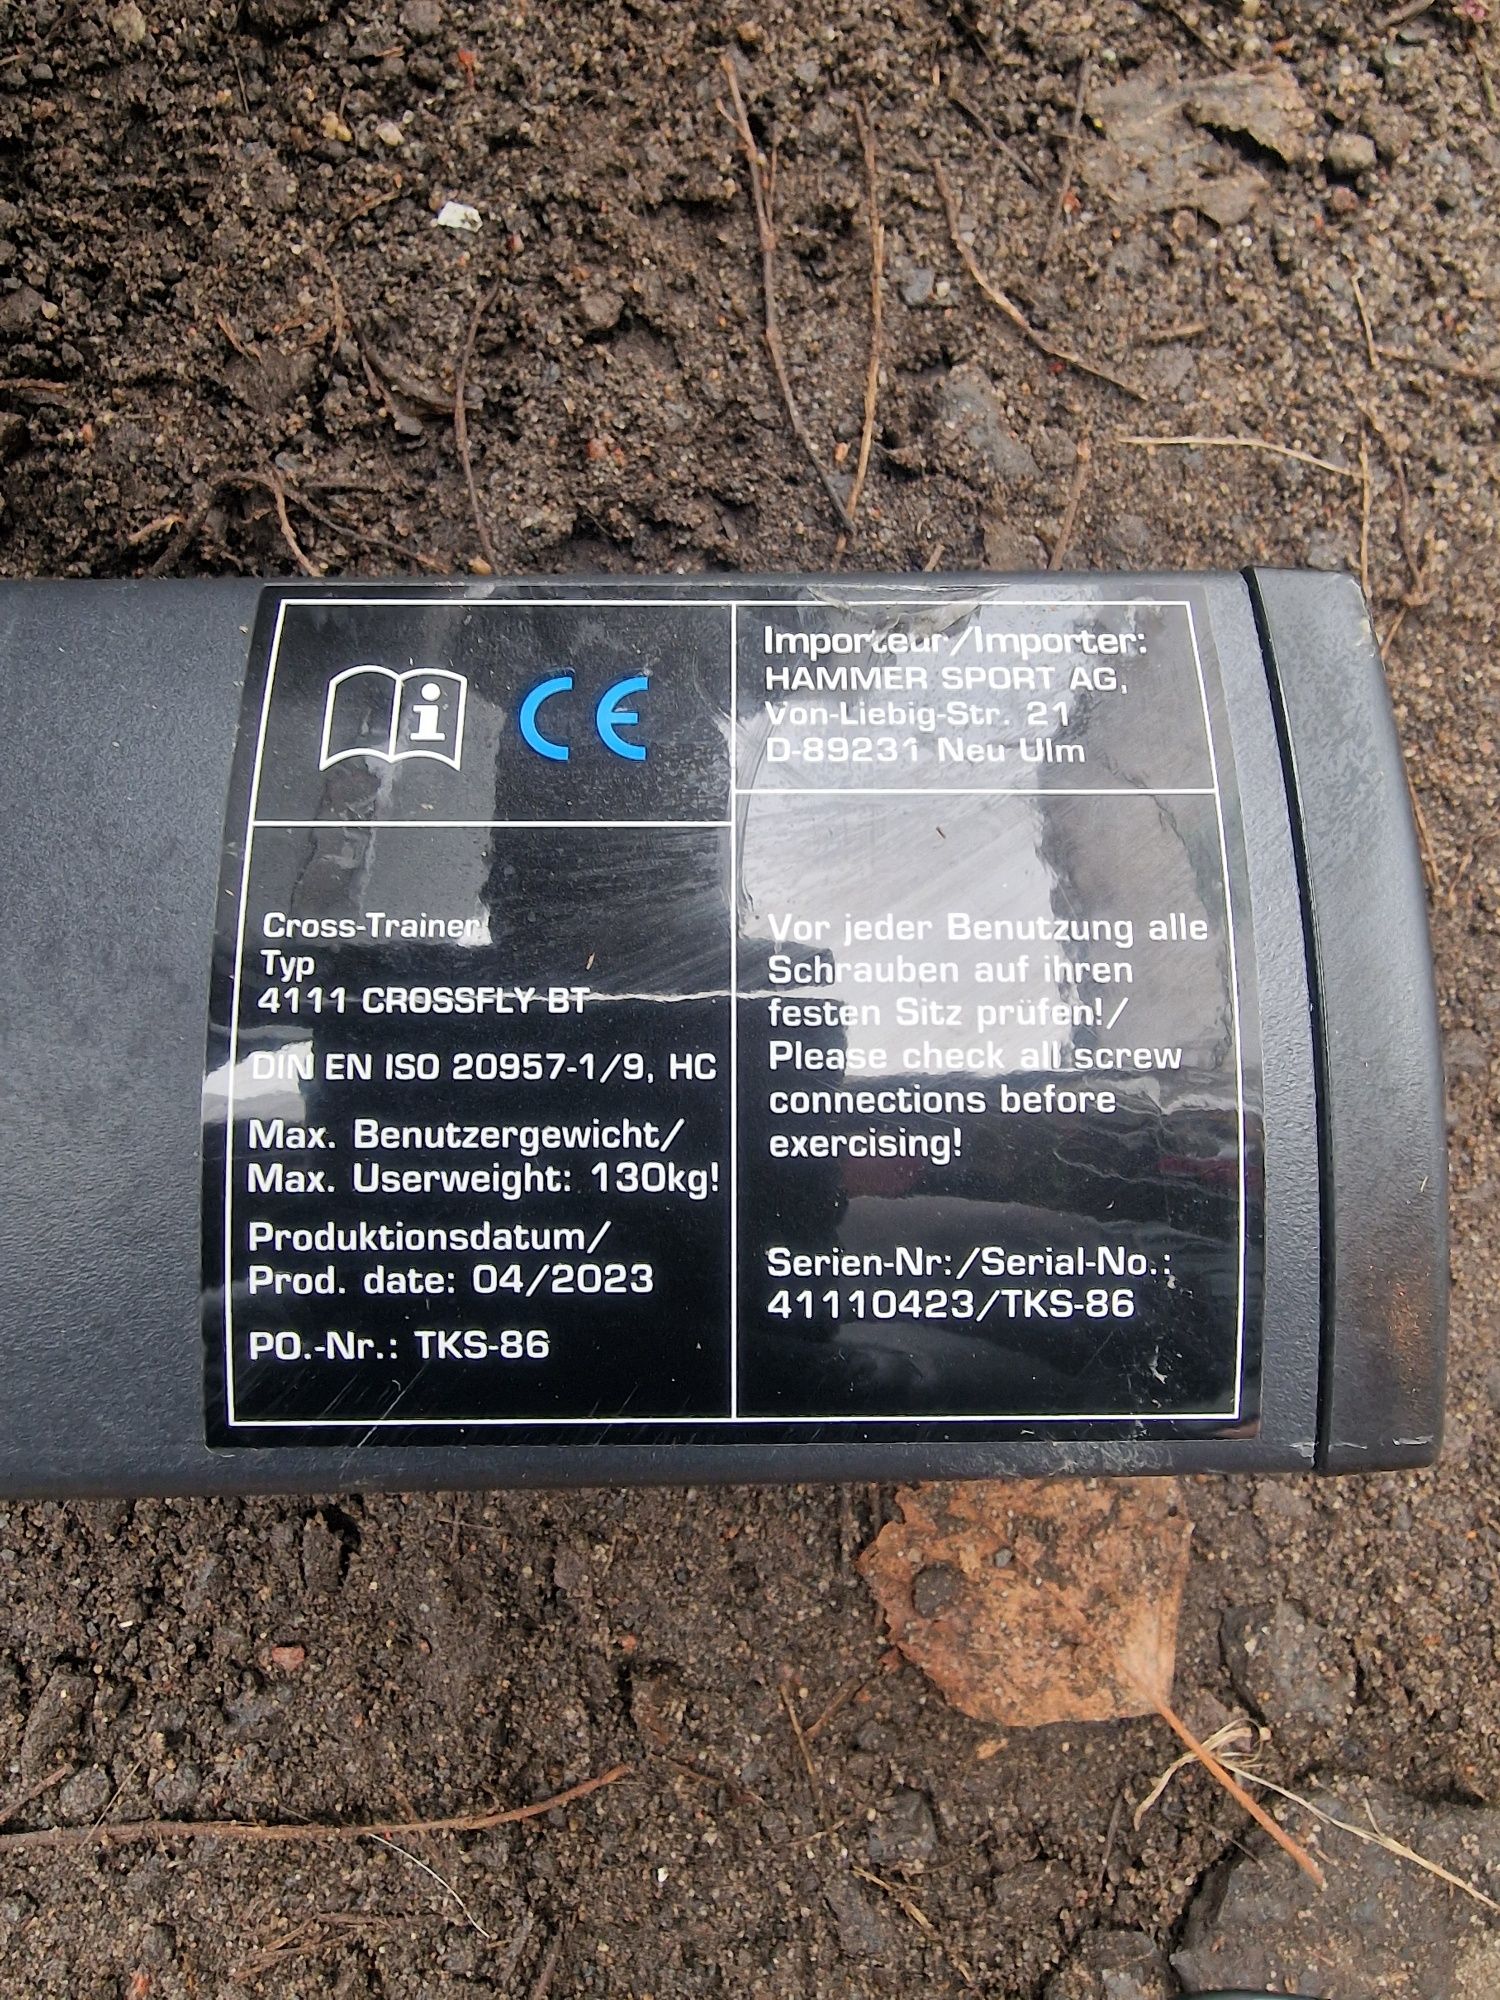 i CE
Importeur/Importer:
HAMMER SPORT AG,
Von-Liebig-Str. 21
D-89231 Neu Ulm
Cross-Trainer
Typ
4111 CROSSFLY BT
DIN EN ISO 20957-1/9, HC
Max. Benutzergewicht/
Max. Userweight: 130kg!
Produktionsdatum/
Prod. date: 04/2023
PO.-Nr.: TKS-86
Vor jeder Benutzung alle
Schrauben auf ihren
festen Sitz prüfen!/
Please check all screw
connections before
exercising!
Serien-Nr:/Serial-No.:
41110423/TKS-86